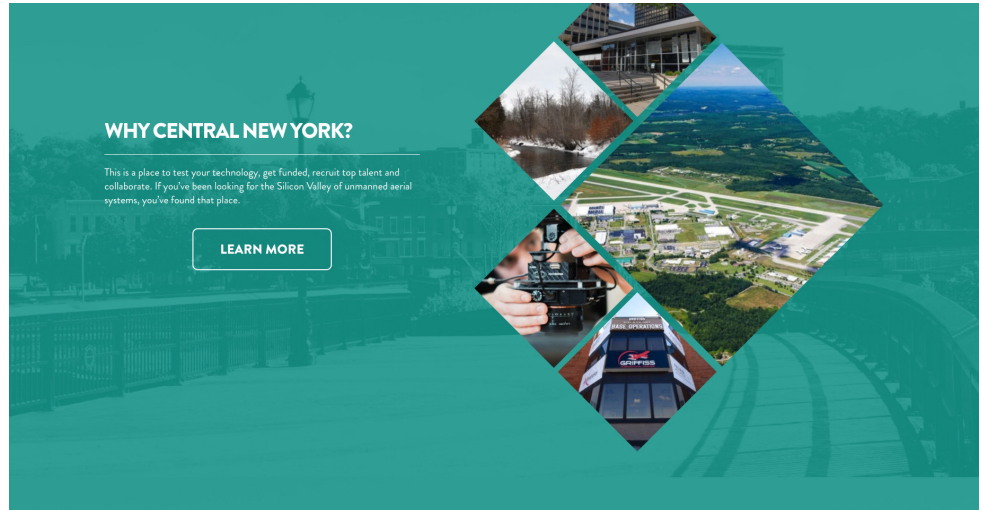 WHY CENTRAL NEW YORK?
This is a place to test your technology, get funded, recruit top talent and
collaborate. If you've been looking for the Silicon Valley of unmanned aerial
systems, you've found that place.
LEARN MORE
BASE OPERATIONS
GRIFFISS